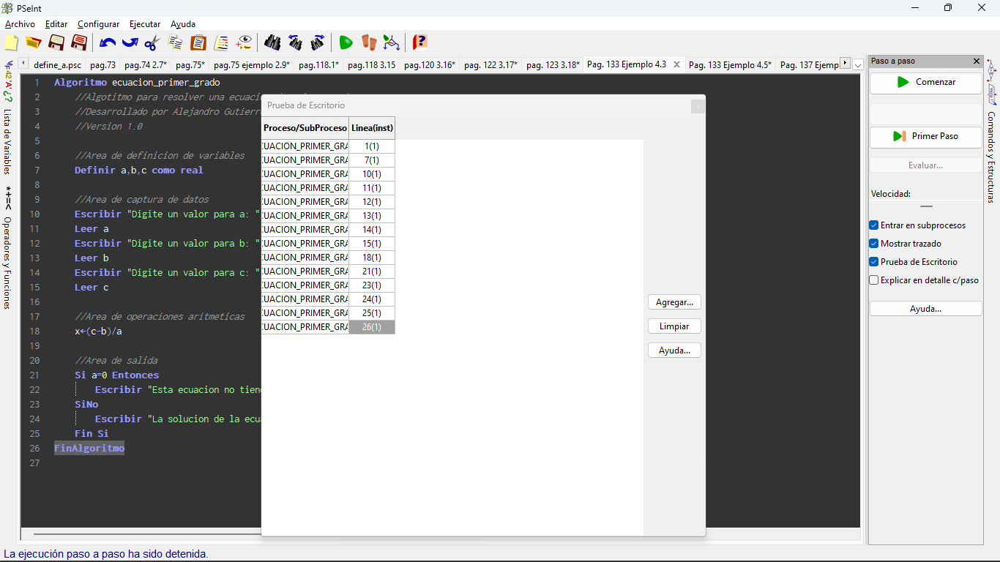 PSeInt
Archivo Editar Configurar Ejecutar Ayuda
define_a.psc pag.73 pag.74 2.7* pag.75* pag.75 ejemplo 2.9* pag.118.1* pag.118 3.15 pag.120 3.16* pag. 122 3.17* pag. 123 3.18* Pag. 133 Ejemplo 4.3 Pag. 133 Ejemplo 4.5* Pag. 137 Ejemp
Lista de Variables
Operadores y Funciones
1 Algoritmo ecuacion_primer_grado
2 //Algotitmo para resolver una ecuaci
3 //Desarrollado por Alejandro Gutierr
4 //Version 1.0
5
6 //Area de definicion de variables
7 Definir a,b,c como real
8
9 //Area de captura de datos
10 Escribir "Digite un valor para a: "
11 Leer a
12 Escribir "Digite un valor para b: "
13 Leer b
14 Escribir "Digite un valor para c: "
15 Leer c
16
17 //Area de operaciones aritmeticas
18 x←(c-b)/a
19
20 //Area de salida
21 Si a=0 Entonces
22 Escribir "Esta ecuacion no tien
23 SiNo
24 Escribir "La solucion de la ecu
25 Fin Si
26 FinAlgoritmo
27
Prueba de Escritorio
Proceso/SubProceso Linea(inst)
CUACION_PRIMER_GRA 1(1)
CUACION_PRIMER_GRA 7(1)
CUACION_PRIMER_GRA 10(1)
CUACION_PRIMER_GRA 11(1)
CUACION_PRIMER_GRA 12(1)
CUACION_PRIMER_GRA 13(1)
CUACION_PRIMER_GRA 14(1)
CUACION_PRIMER_GRA 15(1)
CUACION_PRIMER_GRA 18(1)
CUACION_PRIMER_GRA 21(1)
CUACION_PRIMER_GRA 23(1)
CUACION_PRIMER_GRA 24(1)
CUACION_PRIMER_GRA 25(1)
CUACION_PRIMER_GRA 26(1)
Agregar...
Limpiar
Ayuda...
Paso a paso
Comenzar
Primer Paso
Evaluar...
Velocidad:
Entrar en subprocesos
Mostrar trazado
Prueba de Escritorio
Explicar en detalle c/paso
Ayuda...
Comandos y Estructuras
La ejecución paso a paso ha sido detenida.